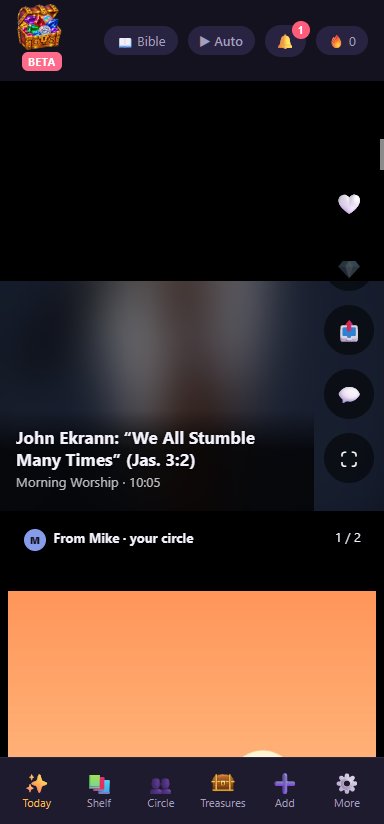 BETA
Bible
Auto
1
0
John Ekrann: “We All Stumble
Many Times” (Jas. 3:2)
Morning Worship · 10:05
M
From Mike · your circle
1 / 2
Today
Shelf
Circle
Treasures
Add
More